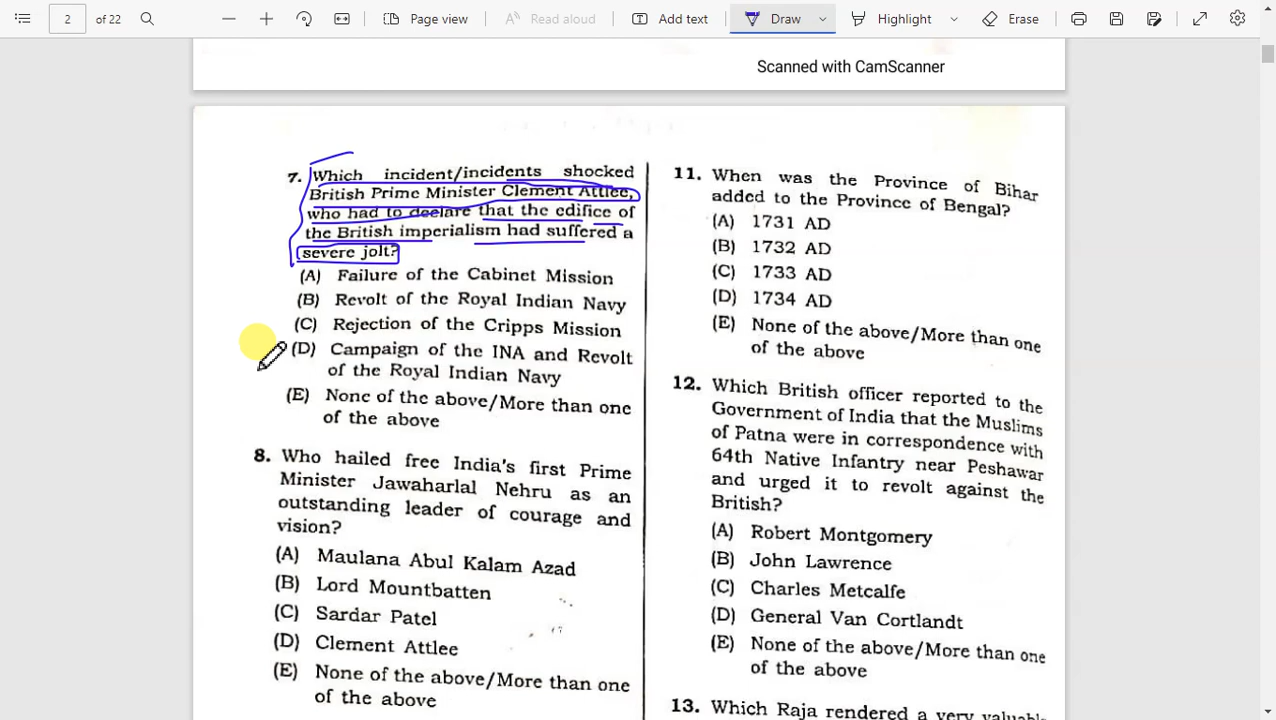 2
of 22
Page view
Read aloud
Add text
Draw
Highlight
Erase
Scanned with CamScanner
7. Which incident/incidents shocked
British Prime Minister Clement Attlee,
who had to declare that the edifice of
the British imperialism had suffered a
severe jolt?
(A) Failure of the Cabinet Mission
(B) Revolt of the Royal Indian Navy
(C) Rejection of the Cripps Mission
(D) Campaign of the INA and Revolt
of the Royal Indian Navy
(E) None of the above/More than one
of the above
8. Who hailed free India's first Prime
Minister Jawaharlal Nehru as an
outstanding leader of courage and
vision?
(A) Maulana Abul Kalam Azad
(B) Lord Mountbatten
(C) Sardar Patel
(D) Clement Attlee
(E) None of the above/More than one
of the above
11. When was the Province of Bihar
added to the Province of Bengal?
(A) 1731 AD
(B) 1732 AD
(C) 1733 AD
(D) 1734 AD
(E) None of the above/More than one
of the above
12. Which British officer reported to the
Government of India that the Muslims
of Patna were in correspondence with
64th Native Infantry near Peshawar
and urged it to revolt against the
British?
(A) Robert Montgomery
(B) John Lawrence
(C) Charles Metcalfe
(D) General Van Cortlandt
(E) None of the above/More than one
of the above
13. Which Raja rendered a very valuable